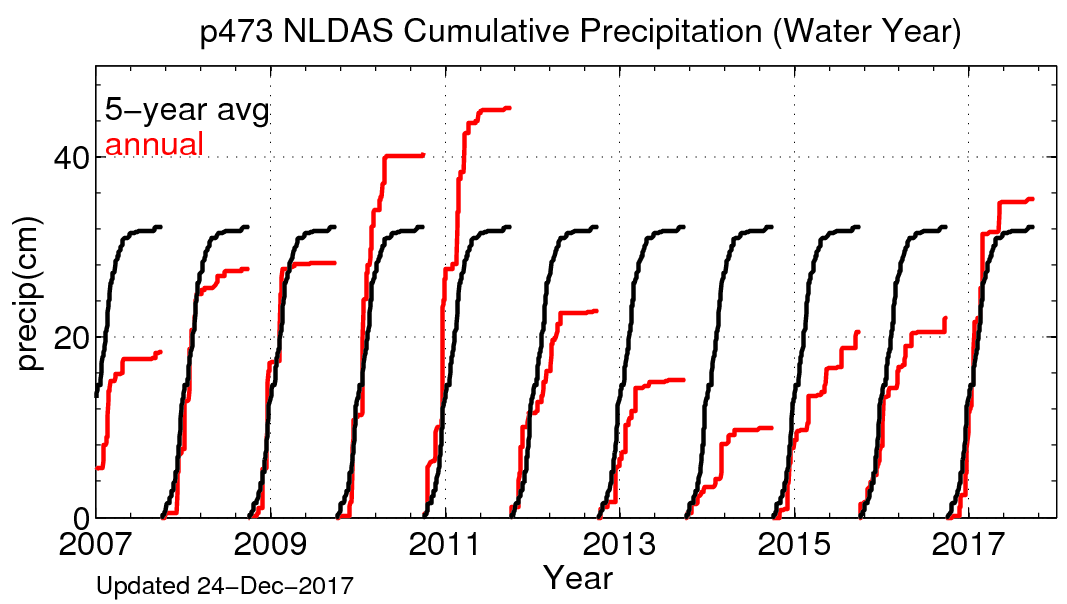 p473 NLDAS Cumulative Precipitation (Water Year)
5−year avg
annual
precip(cm)
40
20
0
2007 2009 2011 2013 2015 2017
Year
Updated 24−Dec−2017